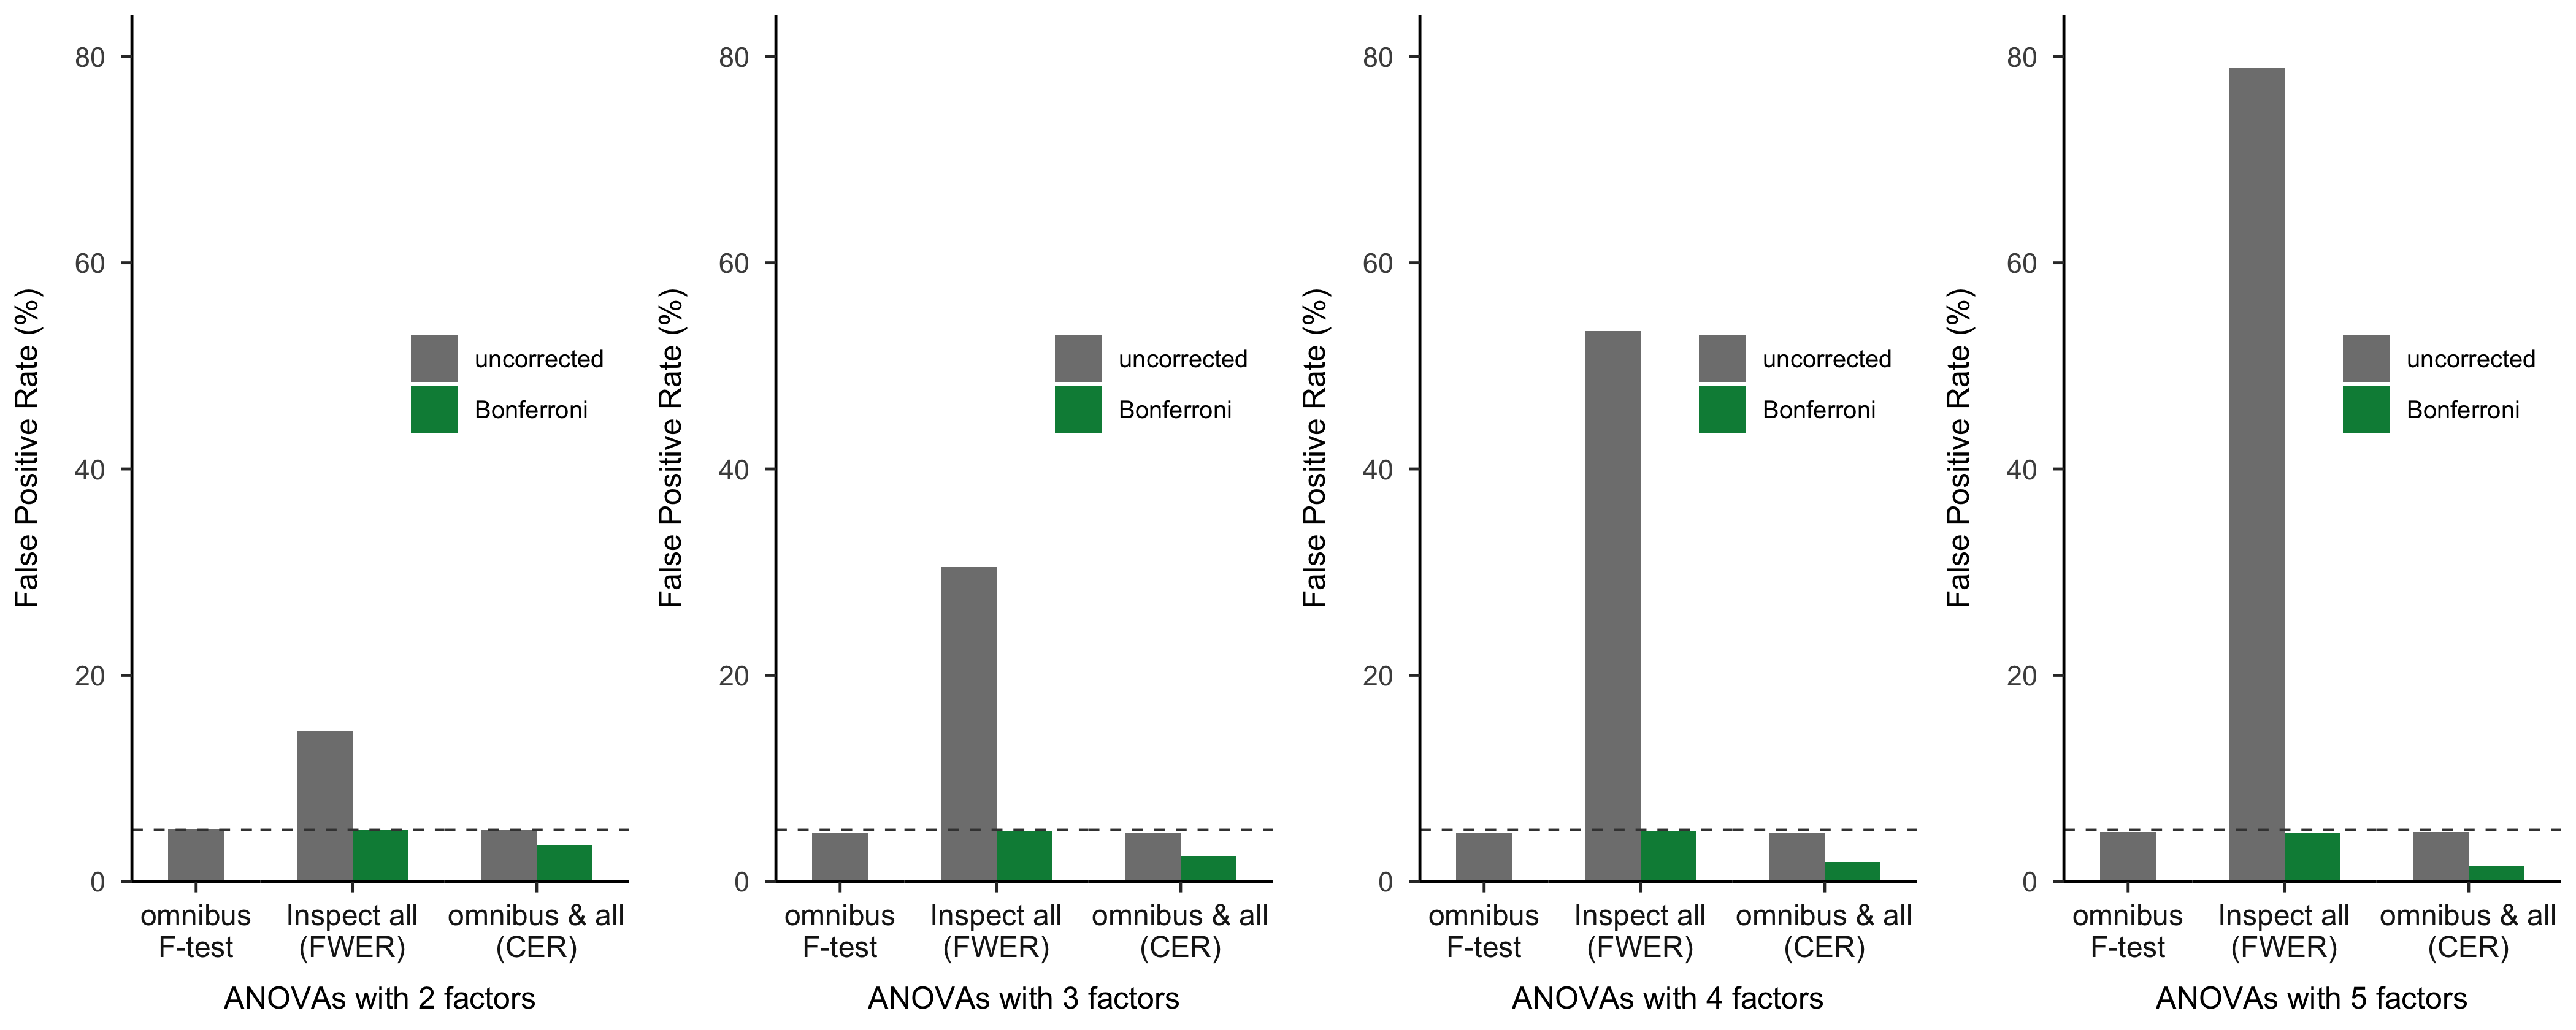 False Positive Rate (%)
80
60
40
20
0
uncorrected
Bonferroni
omnibus
F-test
Inspect all
(FWER)
omnibus & all
(CER)
ANOVAs with 2 factors
False Positive Rate (%)
80
60
40
20
0
uncorrected
Bonferroni
omnibus
F-test
Inspect all
(FWER)
omnibus & all
(CER)
ANOVAs with 3 factors
False Positive Rate (%)
80
60
40
20
0
uncorrected
Bonferroni
omnibus
F-test
Inspect all
(FWER)
omnibus & all
(CER)
ANOVAs with 4 factors
False Positive Rate (%)
80
60
40
20
0
uncorrected
Bonferroni
omnibus
F-test
Inspect all
(FWER)
omnibus & all
(CER)
ANOVAs with 5 factors